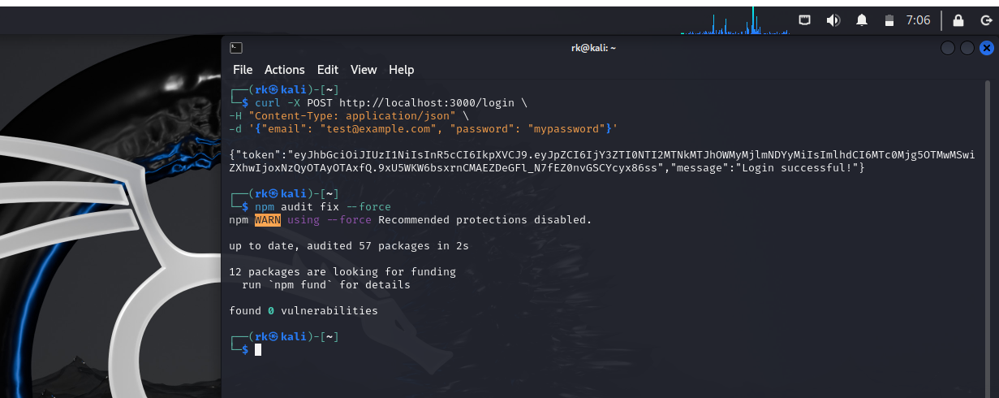 7:06
rk@kali: ~
File Actions Edit View Help
┌──(rk㉿kali)-[~]
└─$ curl -X POST http://localhost:3000/login \
-H "Content-Type: application/json" \
-d '{"email": "test@example.com", "password": "mypassword"}'
{"token":"eyJhbGciOiJIUzI1NiIsInR5cCI6IkpXVCJ9.eyJpZCI6IjY3ZTI0NTI2MTNkMTJhOWMyMjlmNDYyMiIsImlhdCI6MTc0Mjg5OTMwMSwi
ZXhwIjoxNzQyOTAyOTAxfQ.9xU5WKW6bsxrnCMAEZDeGFl_N7fEZ0nvGSCYcyx86ss","message":"Login successful!"}
┌──(rk㉿kali)-[~]
└─$ npm audit fix --force
npm WARN using --force Recommended protections disabled.
up to date, audited 57 packages in 2s
12 packages are looking for funding
run `npm fund` for details
found 0 vulnerabilities
┌──(rk㉿kali)-[~]
└─$